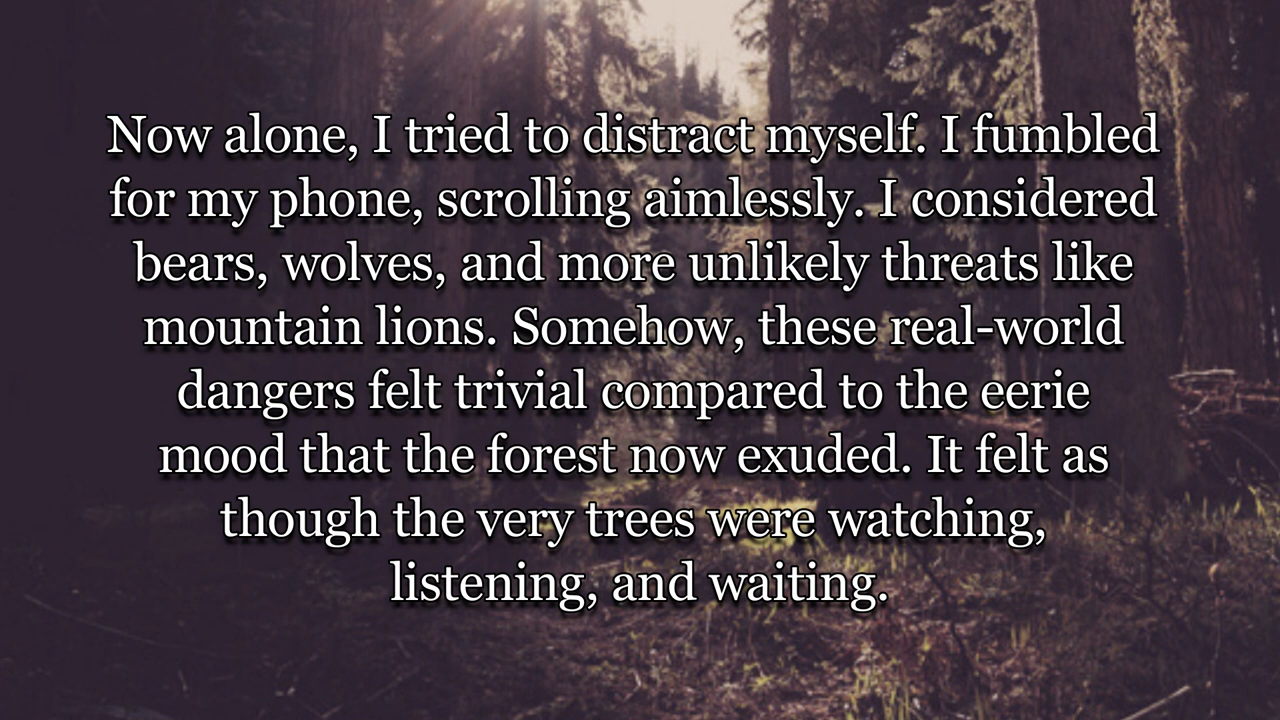 Now alone, I tried to distract myself. I fumbled
for my phone, scrolling aimlessly. I considered
bears, wolves, and more unlikely threats like
mountain lions. Somehow, these real-world
dangers felt trivial compared to the eerie
mood that the forest now exuded. It felt as
though the very trees were watching,
listening, and waiting.